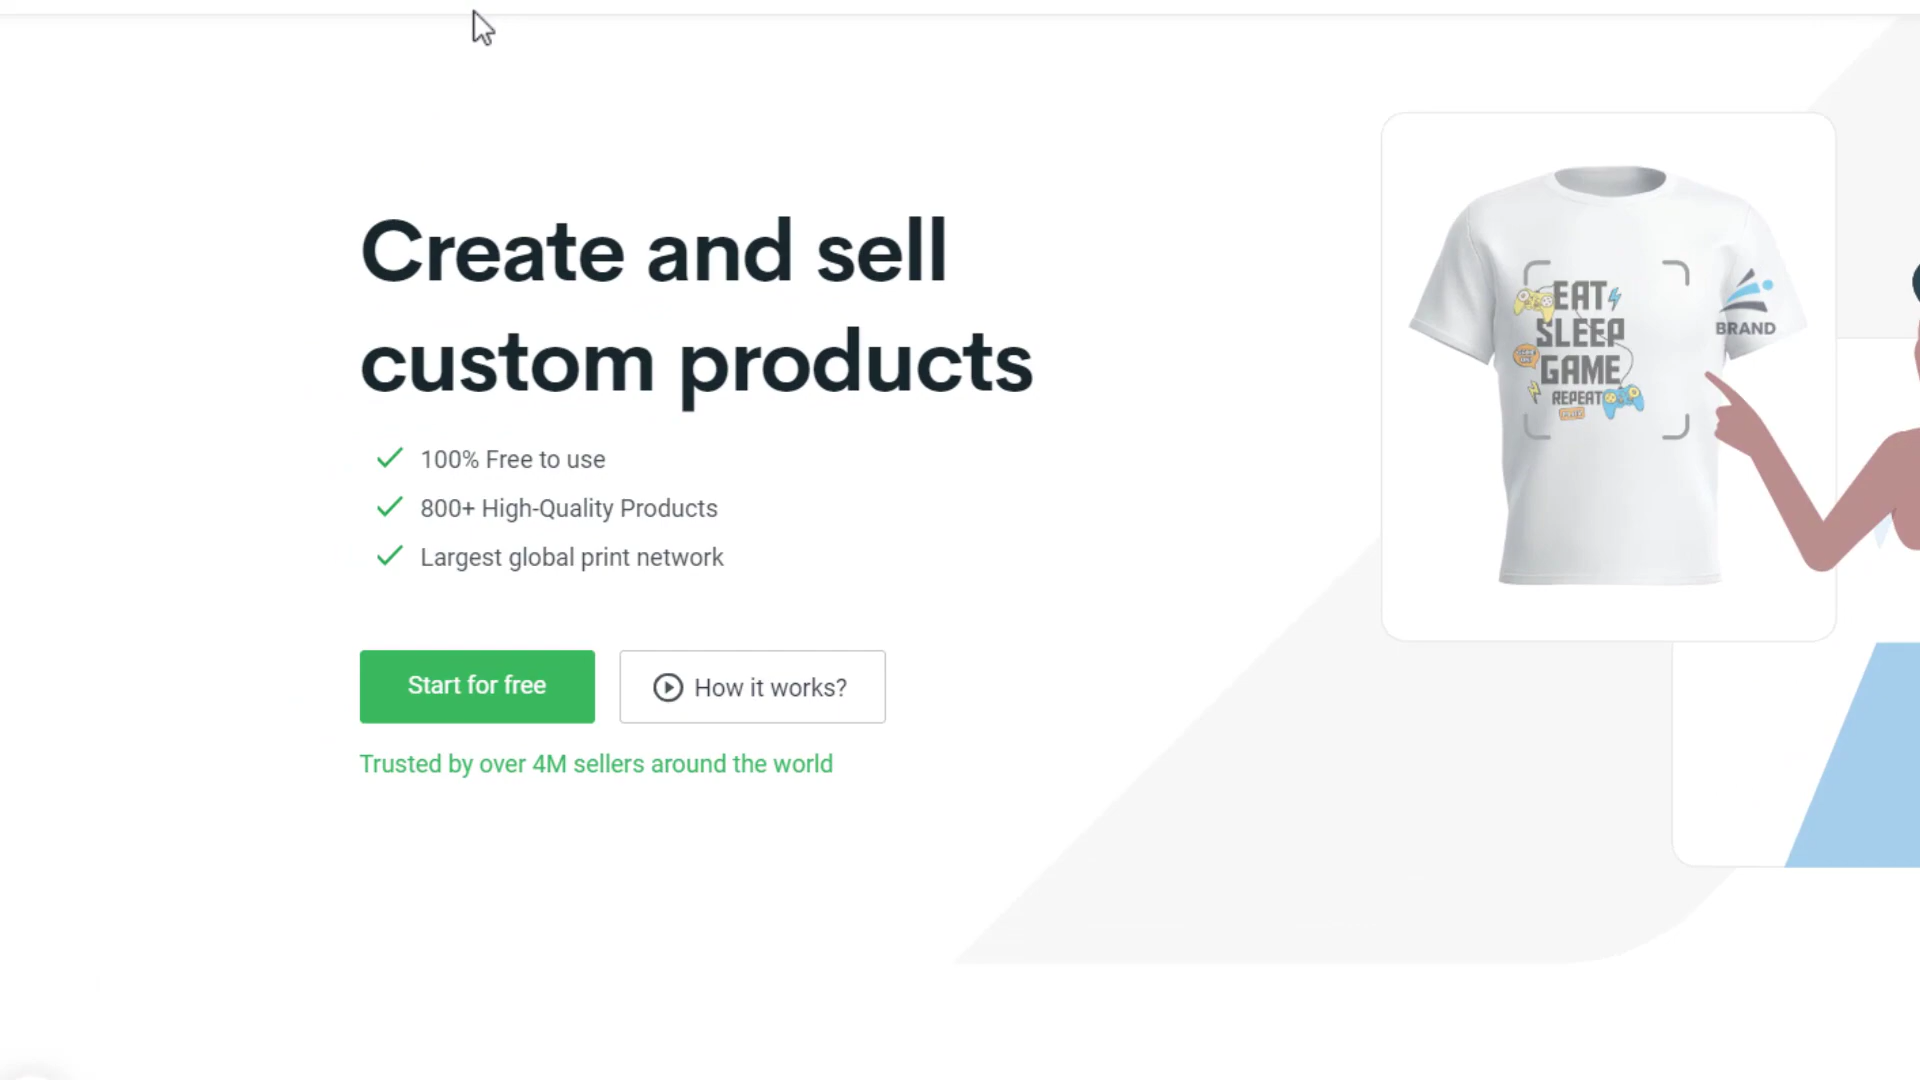 Create and sell
custom products
100% Free to use
800+ High-Quality Products
Largest global print network
Start for free
How it works?
Trusted by over 4M sellers around the world
EAT
SLEEP
GAME
REPEAT
BRAND